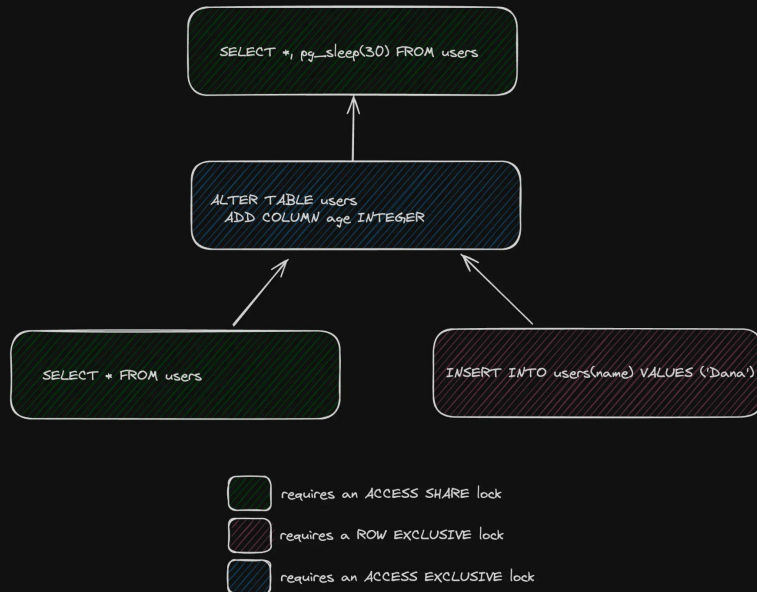 SELECT *, pg_sleep(30) FROM users
ALTER TABLE users
ADD COLUMN age INTEGER
SELECT * FROM users
INSERT INTO users(name) VALUES ('Dana')
requires an ACCESS SHARE lock
requires a ROW EXCLUSIVE lock
requires an ACCESS EXCLUSIVE lock